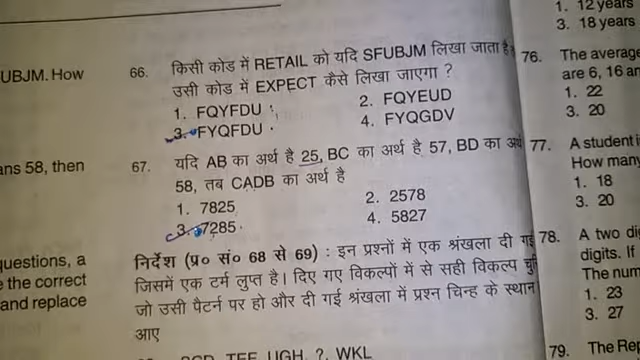 UBJM. How
ans 58, then
questions, a
e the correct
and replace
66. किसी कोड में RETAIL को यदि SFUBJM लिखा जाता है
उसी कोड में EXPECT कैसे लिखा जाएगा ?
1. FQYFDU
2. FQYEUD
3. FYQFDU
4. FYQGDV
67. यदि AB का अर्थ है 25, BC का अर्थ है 57, BD का अर्थ
58, तब CADB का अर्थ है
1. 7825
2. 2578
3. 7285
4. 5827
निर्देश (प्र० सं० 68 से 69) : इन प्रश्नों में एक श्रंखला दी गई
जिसमें एक टर्म लुप्त है। दिए गए विकल्पों में से सही विकल्प
जो उसी पैटर्न पर हो और दी गई श्रंखला में प्रश्न चिन्ह के स्थान
आए
BCD, TEF, UGH, ?, WKL
1. 12 years
3. 18 years
76. The average
are 6, 16 an
1. 22
3. 20
77. A student i
How many
1. 18
3. 20
78. A two di
digits. If
The num
1. 23
3. 27
79. The Rep